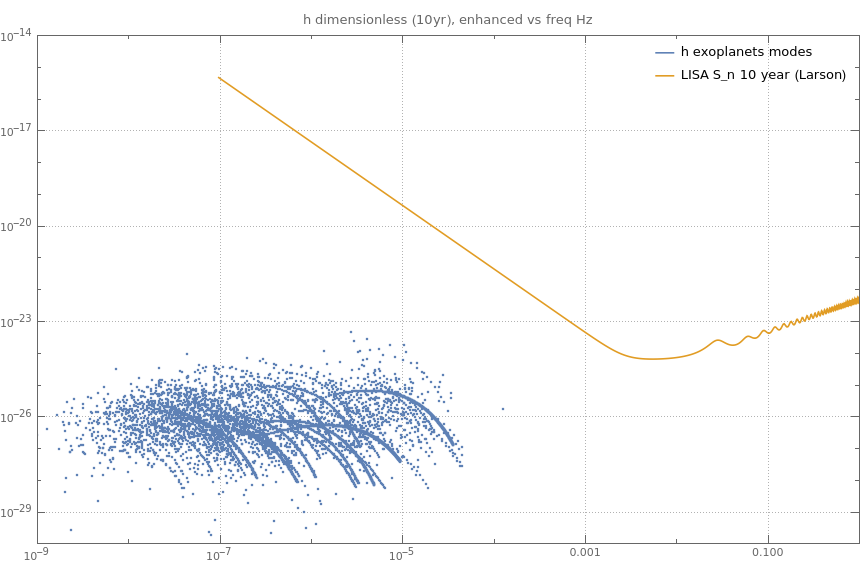 h dimensionless (10yr), enhanced vs freq Hz
h exoplanets modes
LISA S_n 10 year (Larson)
10⁻¹⁴
10⁻¹⁷
10⁻²⁰
10⁻²³
10⁻²⁶
10⁻²⁹
10⁻⁹ 10⁻⁷ 10⁻⁵ 0.001 0.100